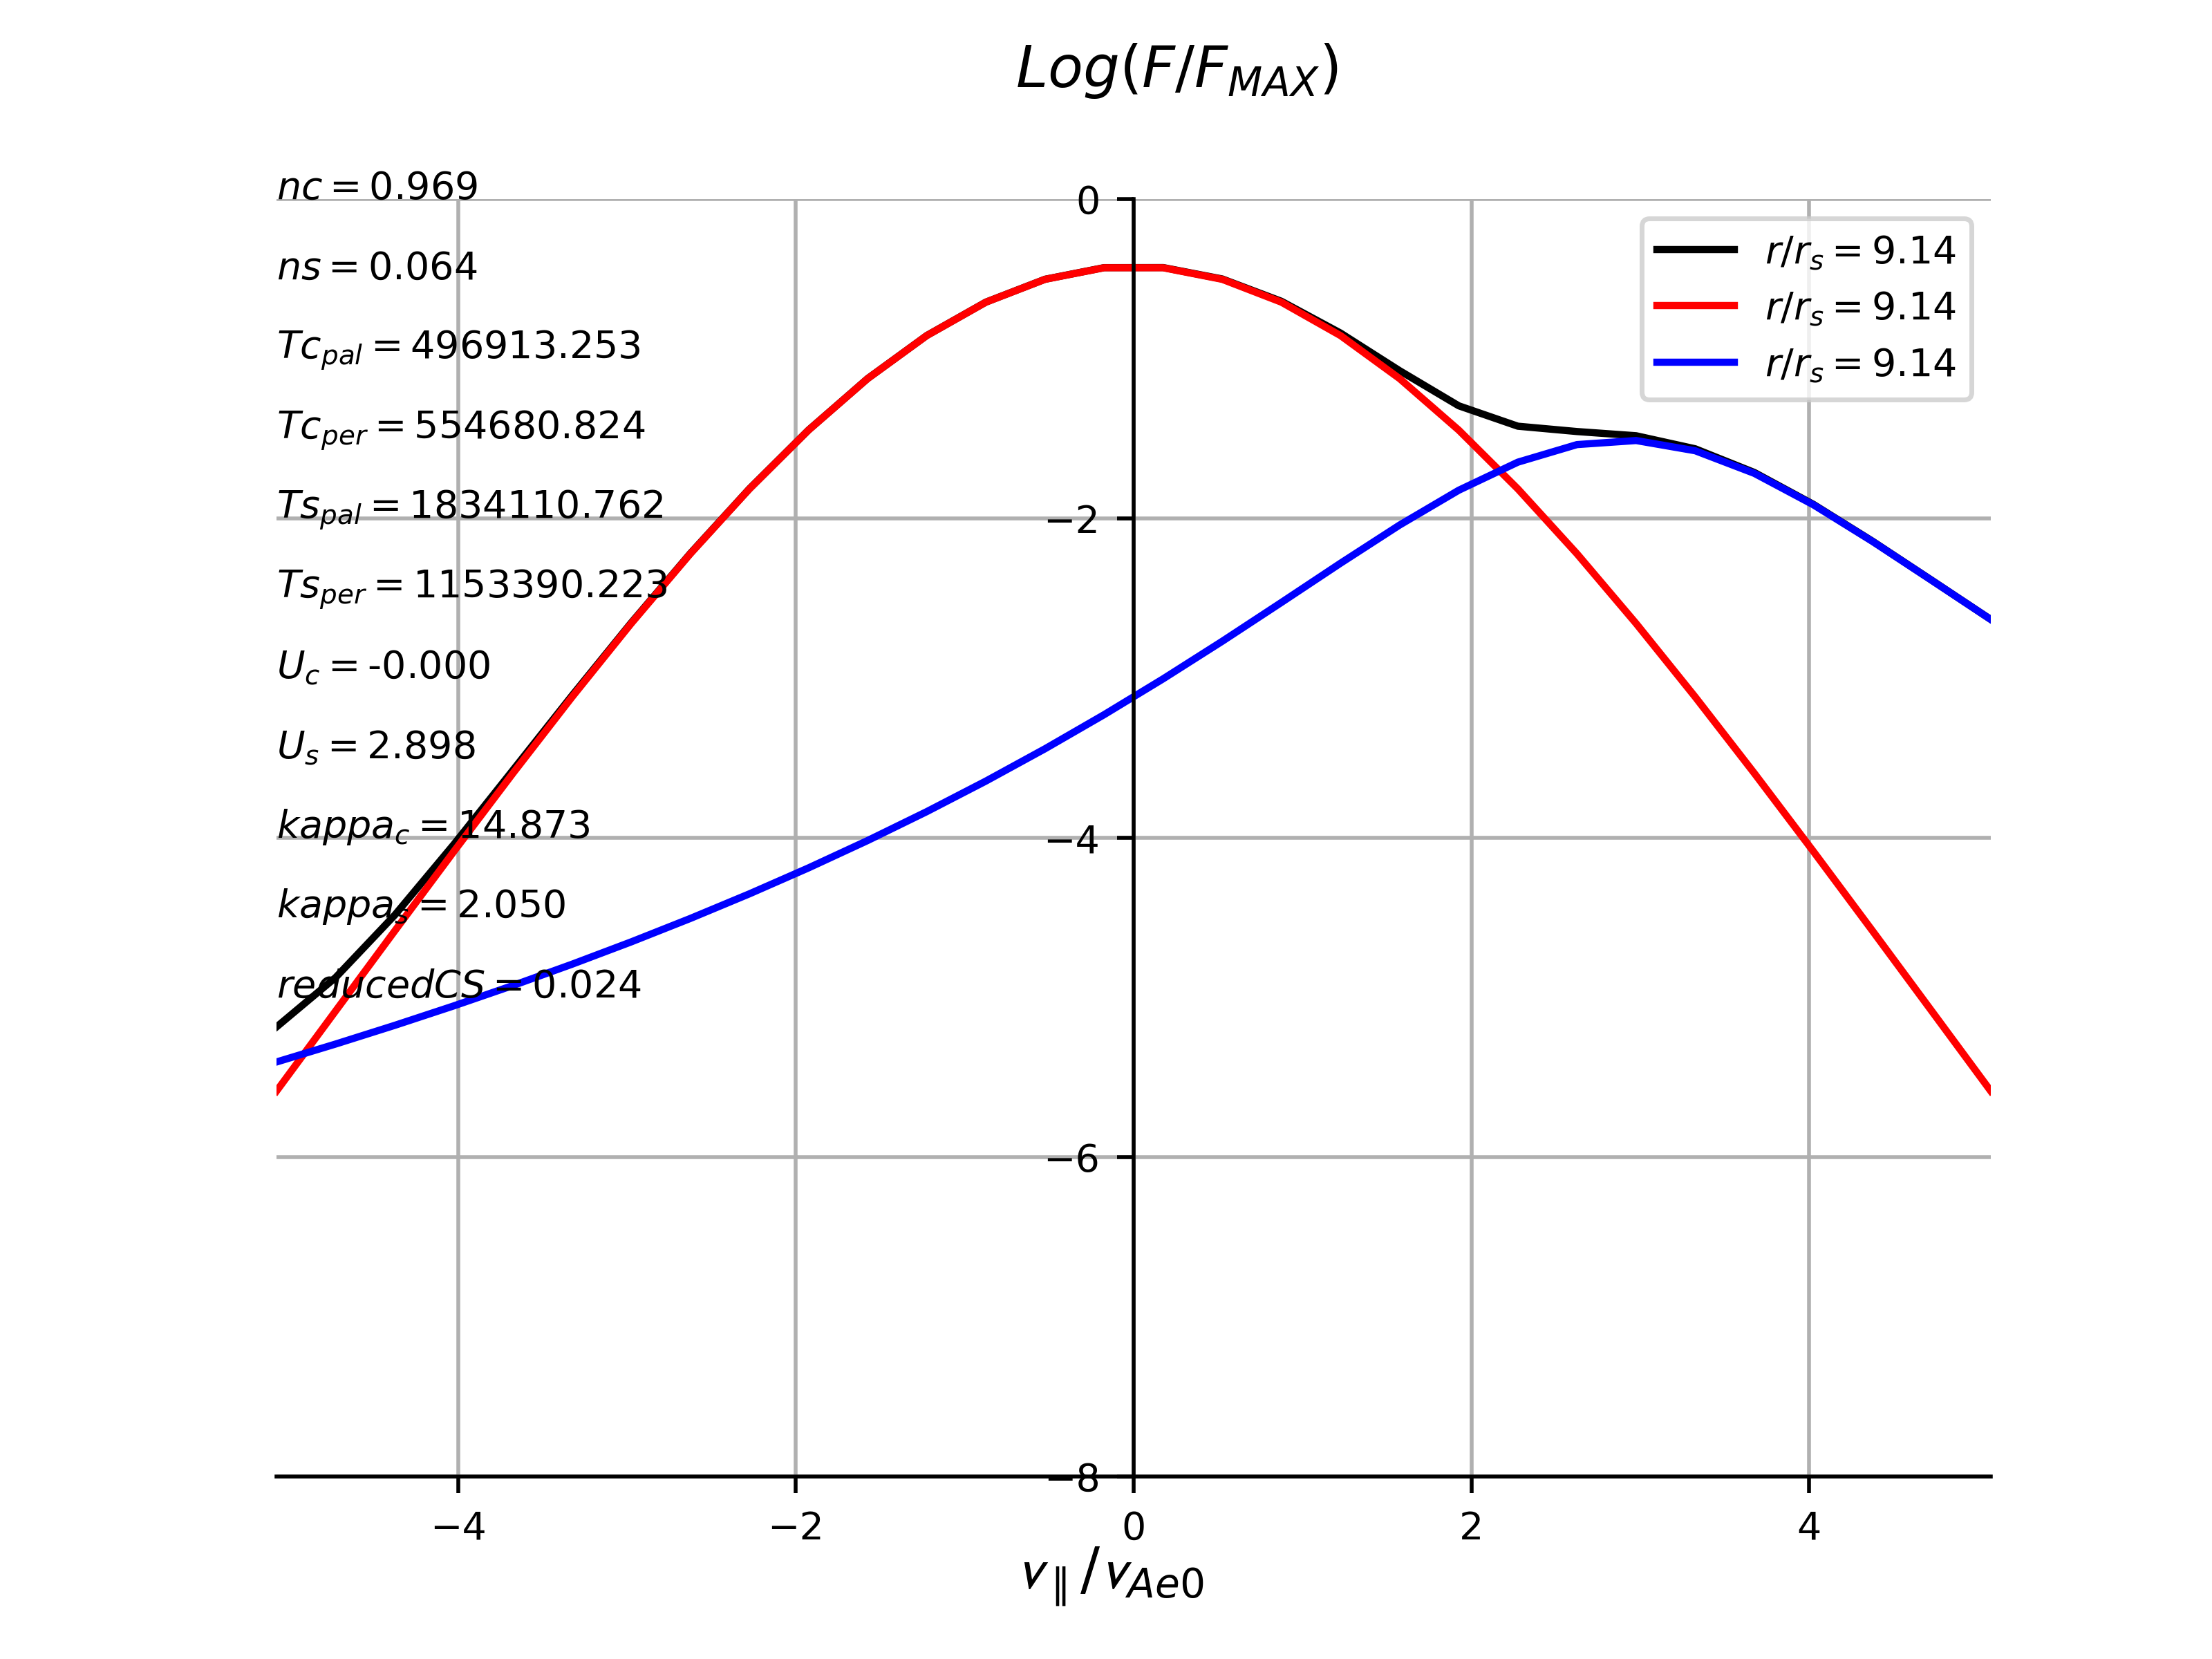 Log(F/F_MAX)
nc = 0.969
ns = 0.064
Tc_pal = 496913.253
Tc_per = 554680.824
Ts_pal = 1834110.762
Ts_per = 1153390.223
U_c = -0.000
U_s = 2.898
kappa_c = 14.873
kappa_s = 2.050
reducedCS = 0.024
r/r_s = 9.14
r/r_s = 9.14
r/r_s = 9.14
0
−2
−4
−6
−8
−4 −2 0 2 4
v_∥/v_Ae0